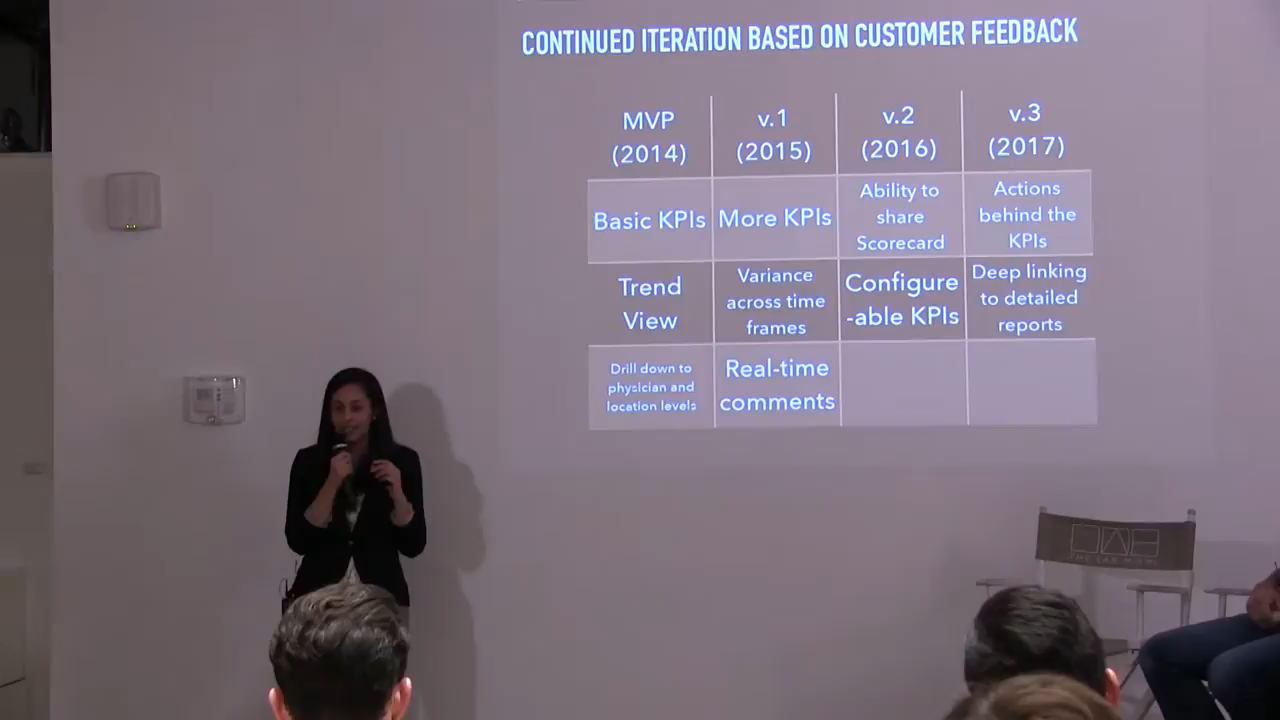 CONTINUED ITERATION BASED ON CUSTOMER FEEDBACK
MVP
(2014)
v.1
(2015)
v.2
(2016)
v.3
(2017)
Basic KPIs
More KPIs
Ability to
share
Scorecard
Actions
behind the
KPIs
Trend
View
Variance
across time
frames
Configure
-able KPIs
Deep linking
to detailed
reports
Drill down to
physician and
location levels
Real-time
comments